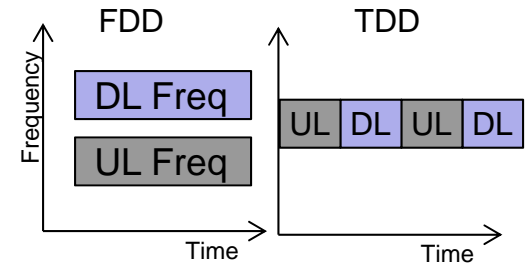 FDD
TDD
Frequency
DL Freq
UL Freq
UL DL UL DL
Time
Time